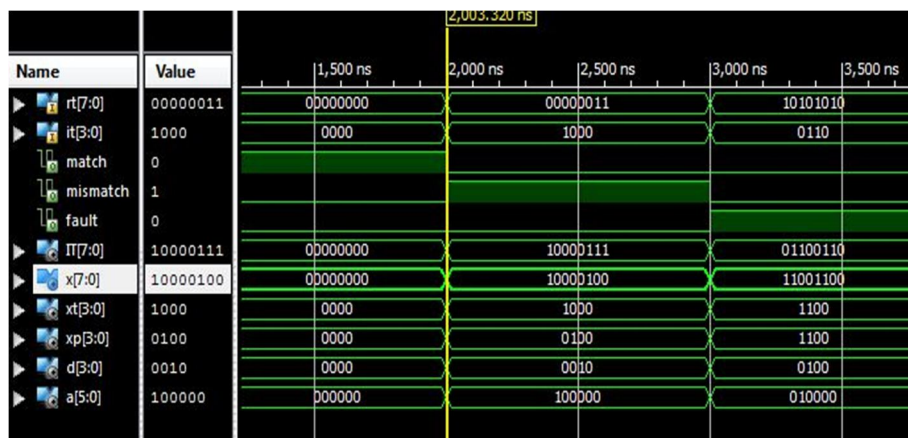 2,003.320 ns
Name Value 1,500 ns 2,000 ns 2,500 ns 3,000 ns 3,500 ns
rt[7:0] 00000011 00000000 00000011 10101010
it[3:0] 1000 0000 1000 0110
match 0
mismatch 1
fault 0
IT[7:0] 10000111 00000000 10000111 01100110
x[7:0] 10000100 00000000 10000100 11001100
xt[3:0] 1000 0000 1000 1100
xp[3:0] 0100 0000 0100 1100
d[3:0] 0010 0000 0010 0100
a[5:0] 100000 000000 100000 010000